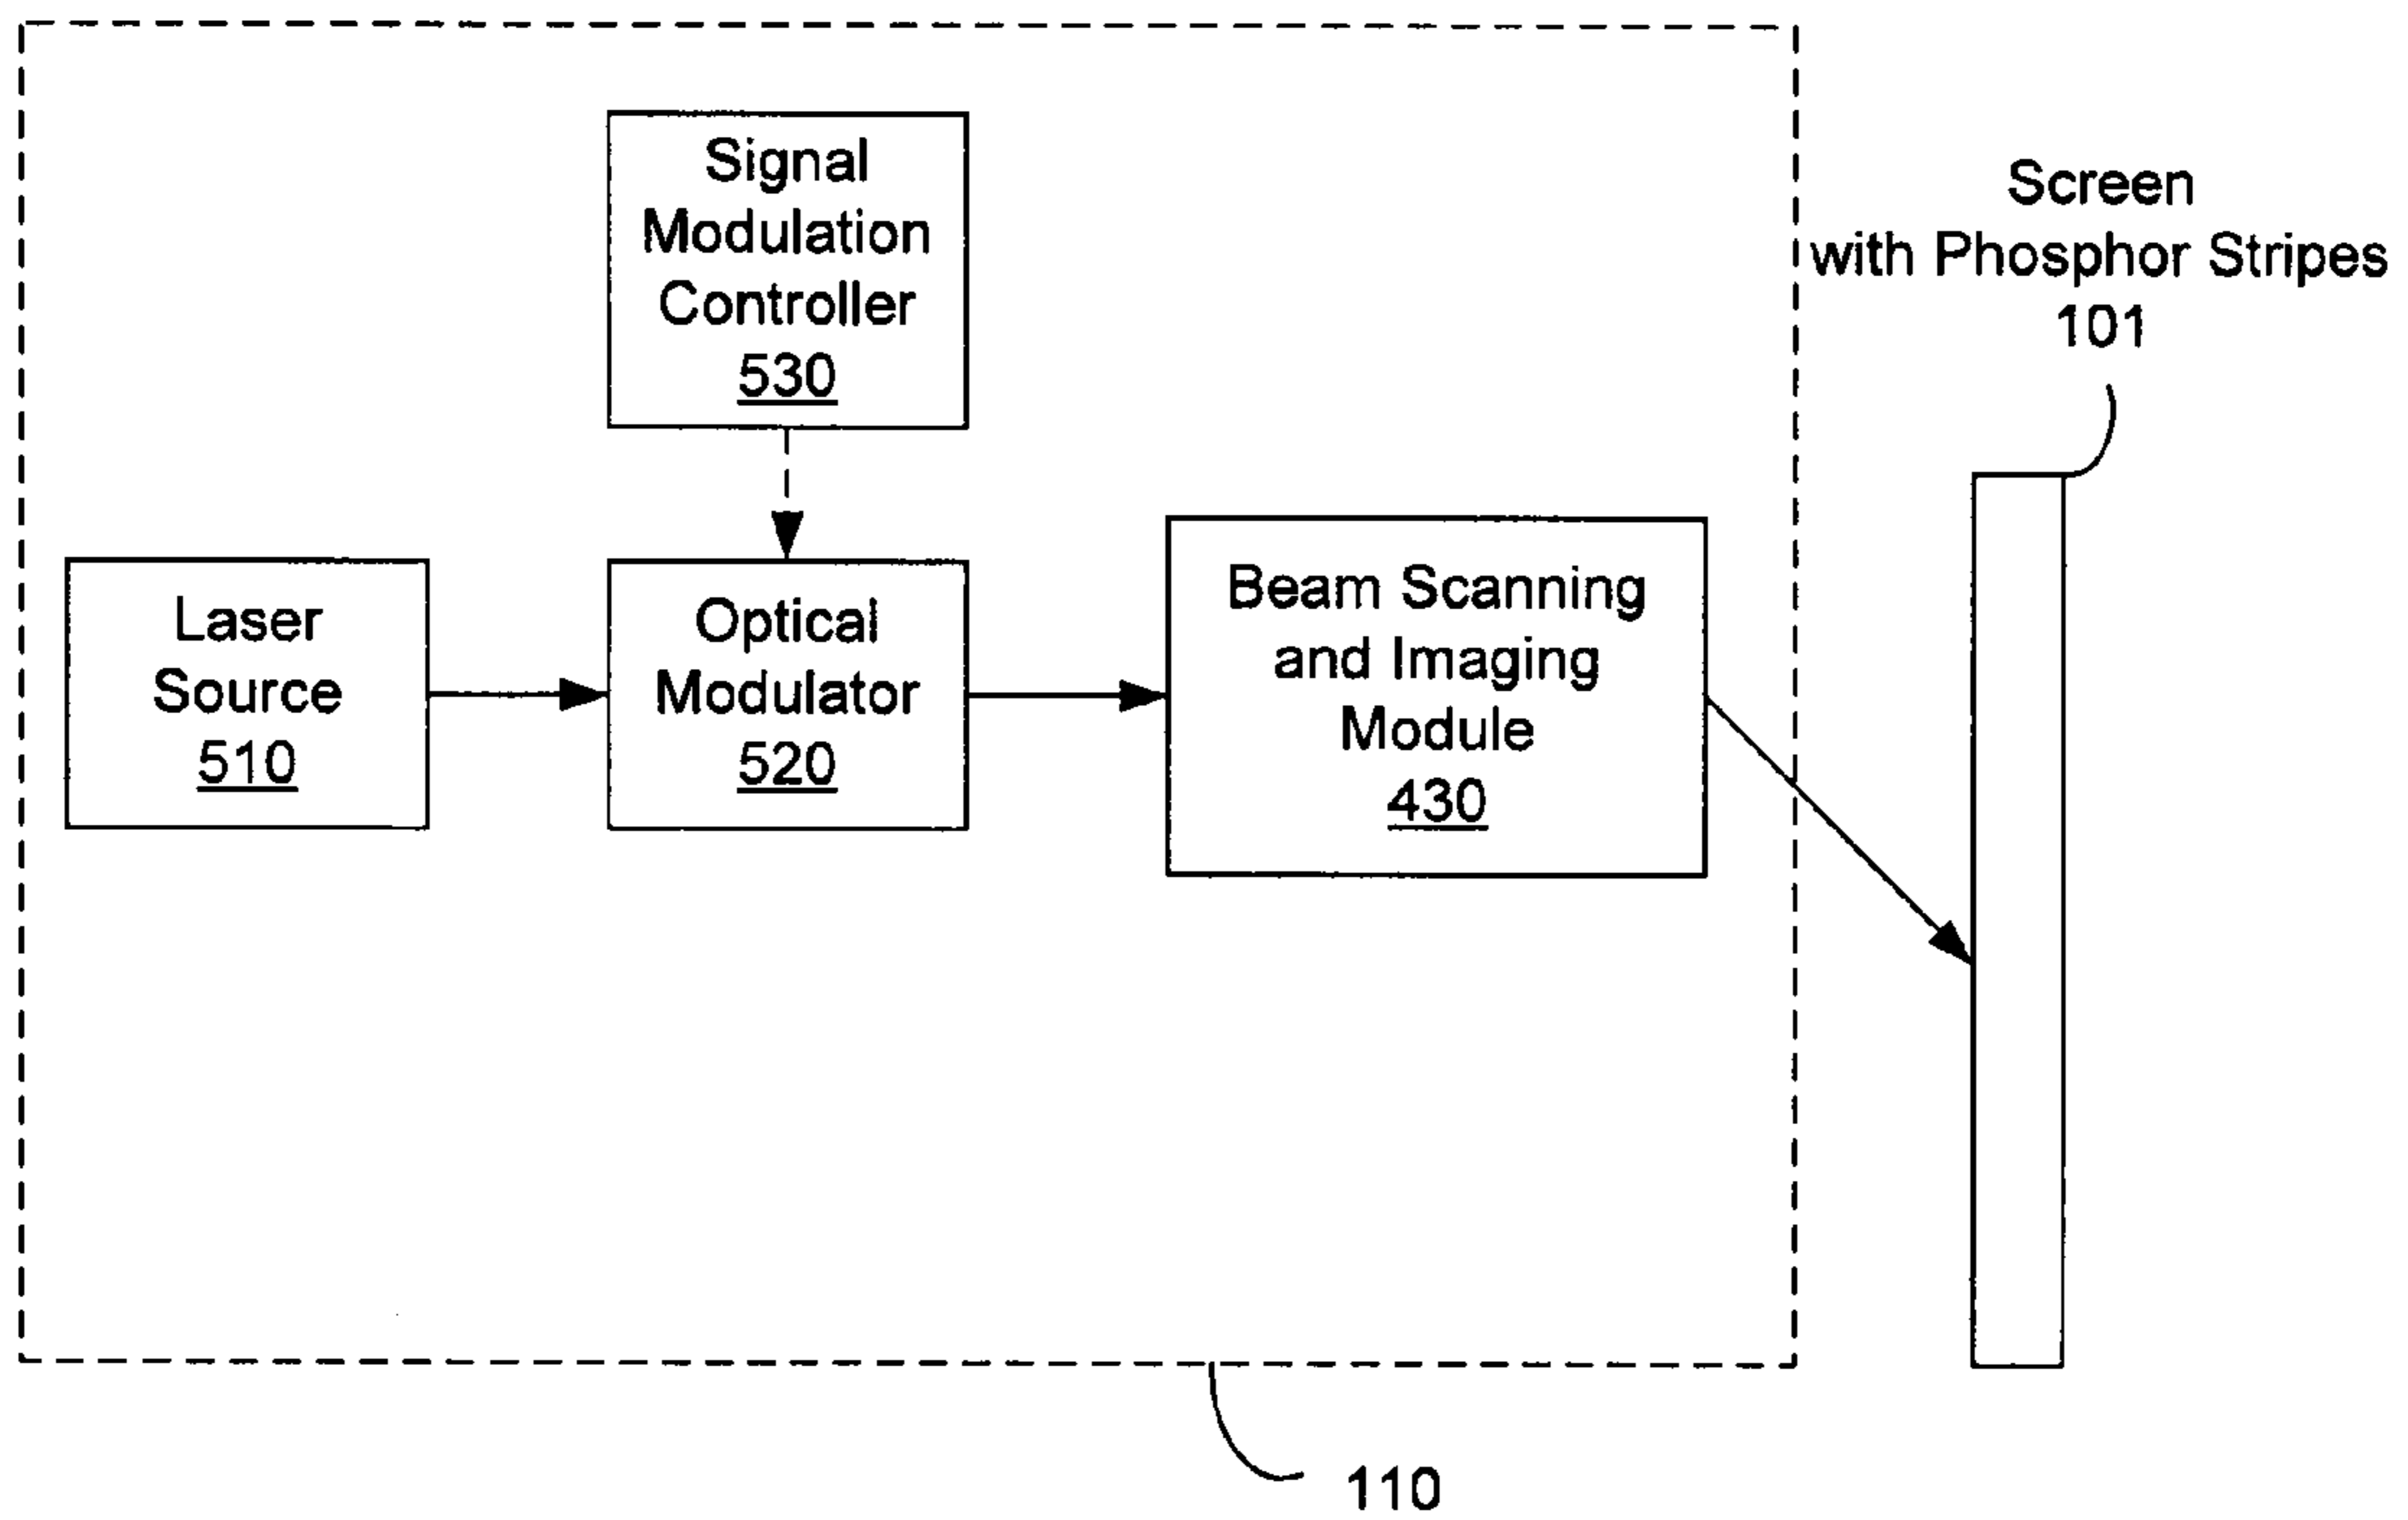 Signal
Modulation
Controller
530
Screen
with Phosphor Stripes
101
Laser
Source
510
Optical
Modulator
520
Beam Scanning
and Imaging
Module
430
110